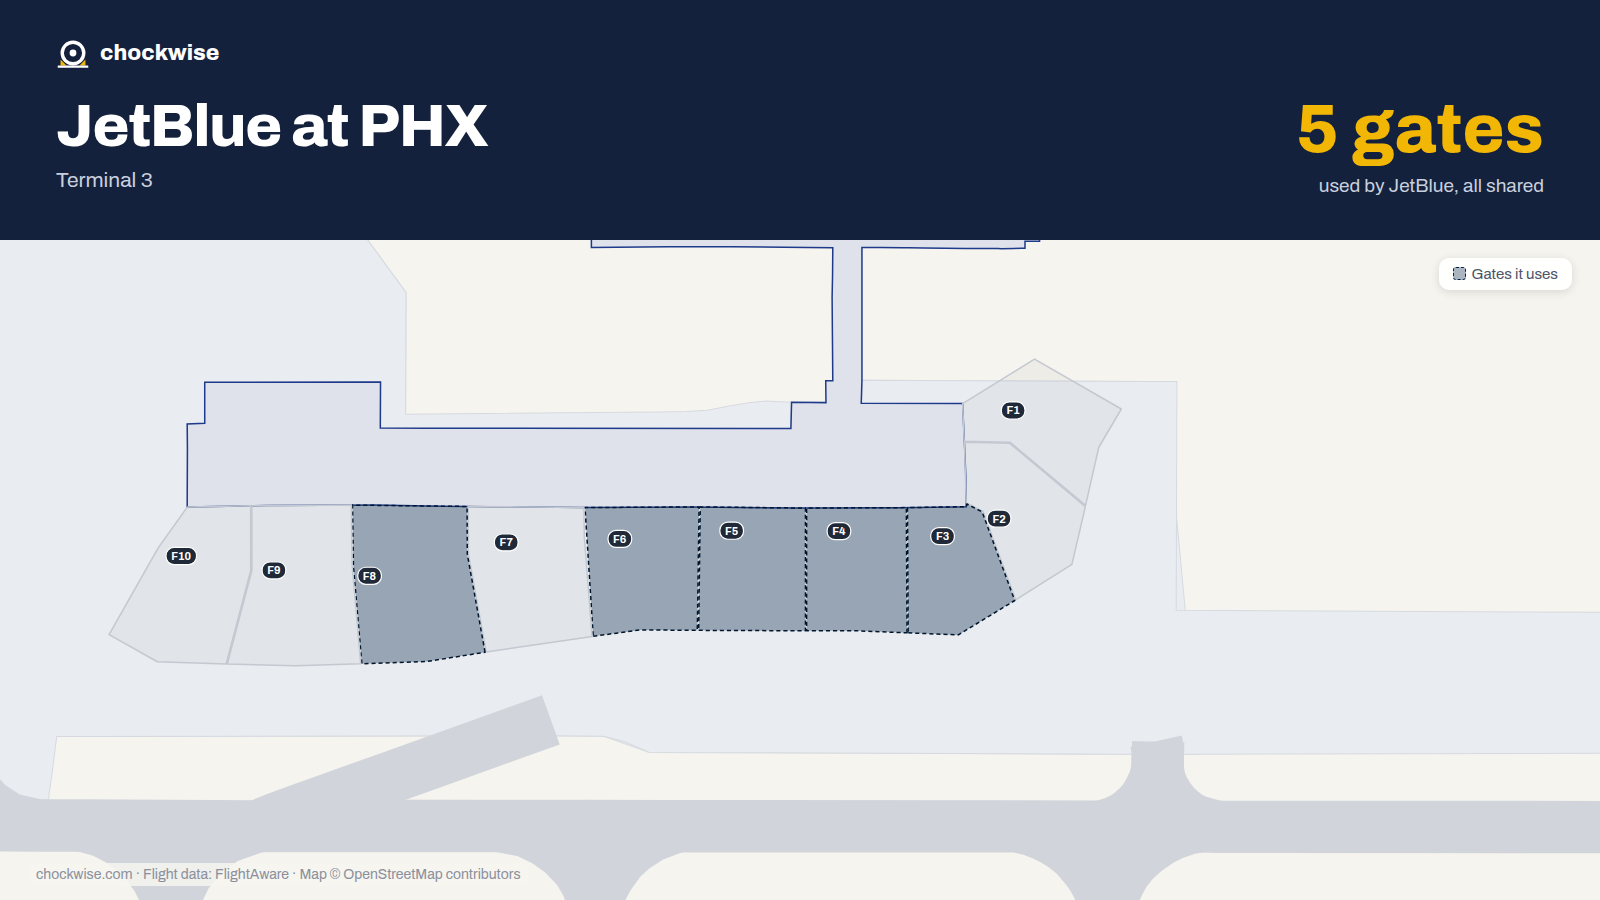 chockwise
JetBlue at PHX
Terminal 3
5 gates
used by JetBlue, all shared
Gates it uses
F1
F2
F3
F4
F5
F6
F7
F8
F9
F10
chockwise.com · Flight data: FlightAware · Map © OpenStreetMap contributors